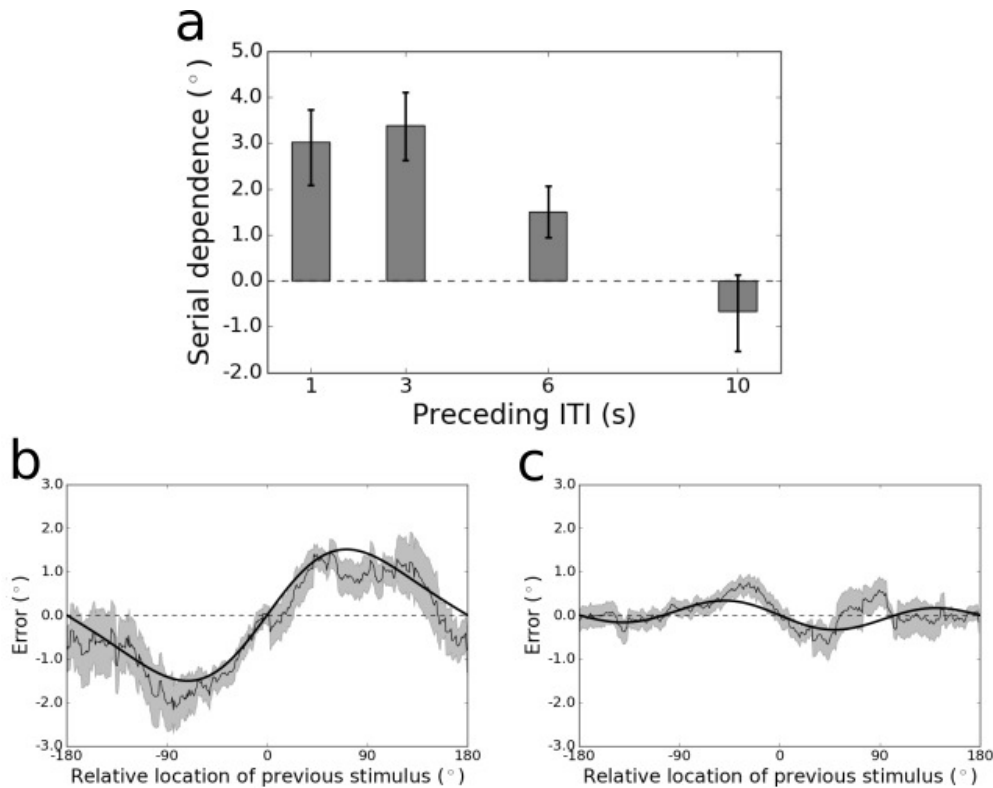 a
Serial dependence (°)
5.0
4.0
3.0
2.0
1.0
0.0
-1.0
-2.0
1 3 6 10
Preceding ITI (s)
b
Error (°)
3.0
2.0
1.0
0.0
-1.0
-2.0
-3.0
-180 -90 0 90 180
Relative location of previous stimulus (°)
c
Error (°)
3.0
2.0
1.0
0.0
-1.0
-2.0
-3.0
-180 -90 0 90 180
Relative location of previous stimulus (°)